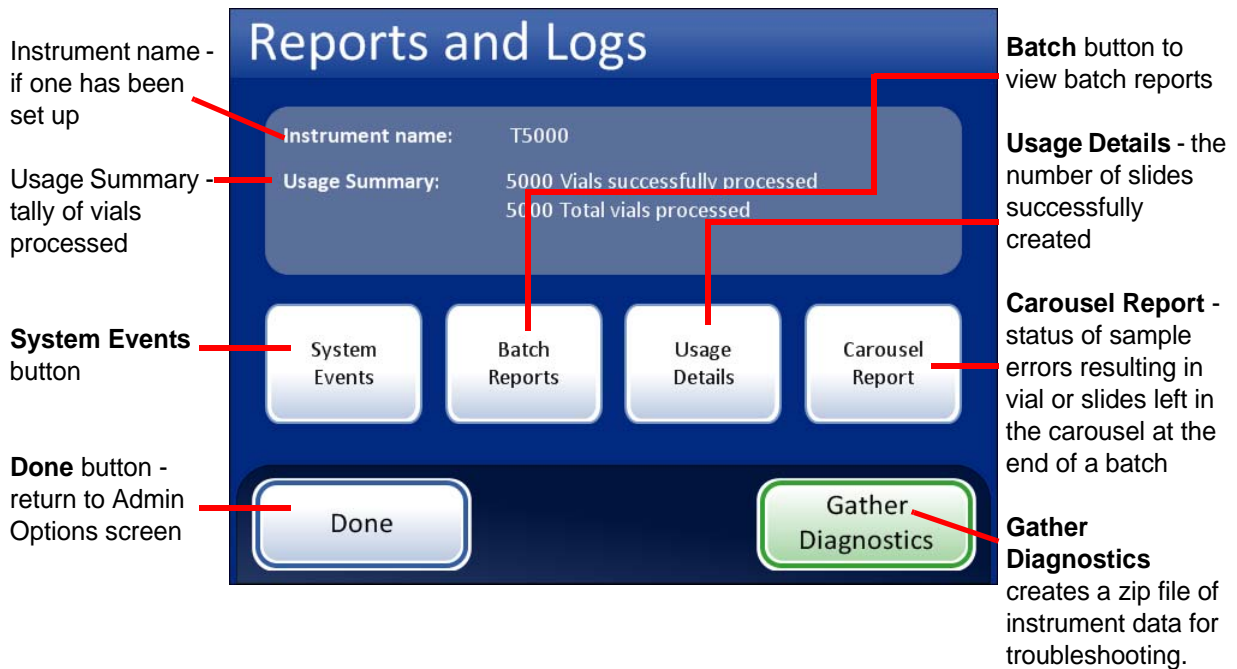 Reports and Logs
Instrument name -
if one has been
set up
Usage Summary -
tally of vials
processed
System Events
button
Done button -
return to Admin
Options screen
Instrument name: T5000
Usage Summary: 5000 Vials successfully processed
5000 Total vials processed
System
Events
Batch
Reports
Usage
Details
Carousel
Report
Done
Gather
Diagnostics
Batch button to
view batch reports
Usage Details - the
number of slides
successfully
created
Carousel Report -
status of sample
errors resulting in
vial or slides left in
the carousel at the
end of a batch
Gather
Diagnostics
creates a zip file of
instrument data for
troubleshooting.